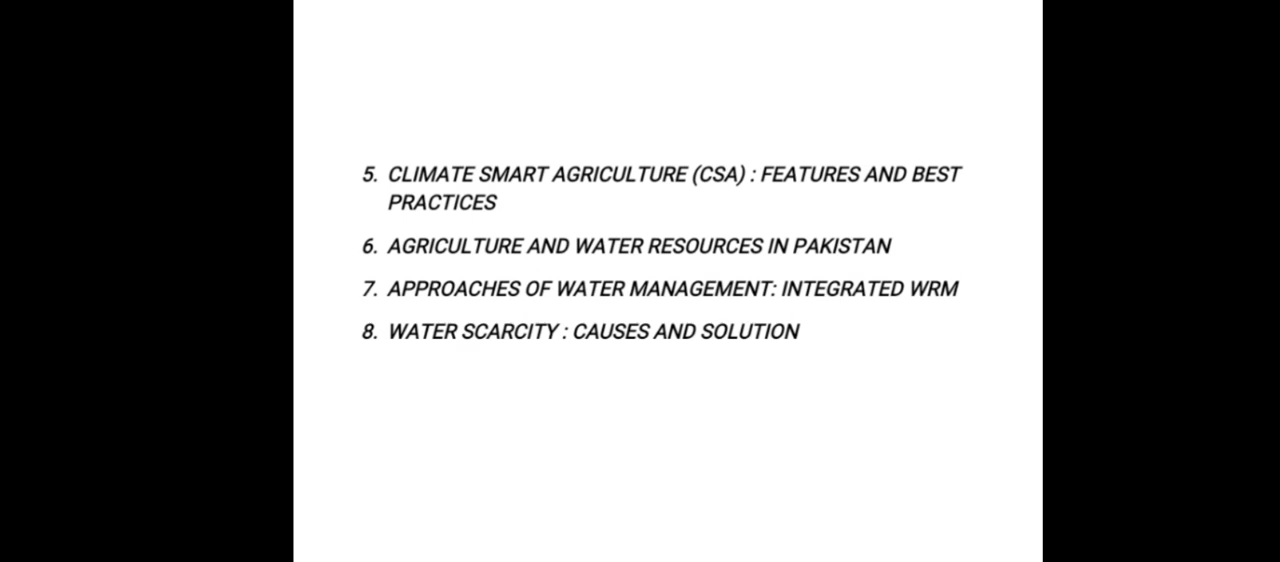 5. CLIMATE SMART AGRICULTURE (CSA) : FEATURES AND BEST
PRACTICES
6. AGRICULTURE AND WATER RESOURCES IN PAKISTAN
7. APPROACHES OF WATER MANAGEMENT: INTEGRATED WRM
8. WATER SCARCITY : CAUSES AND SOLUTION